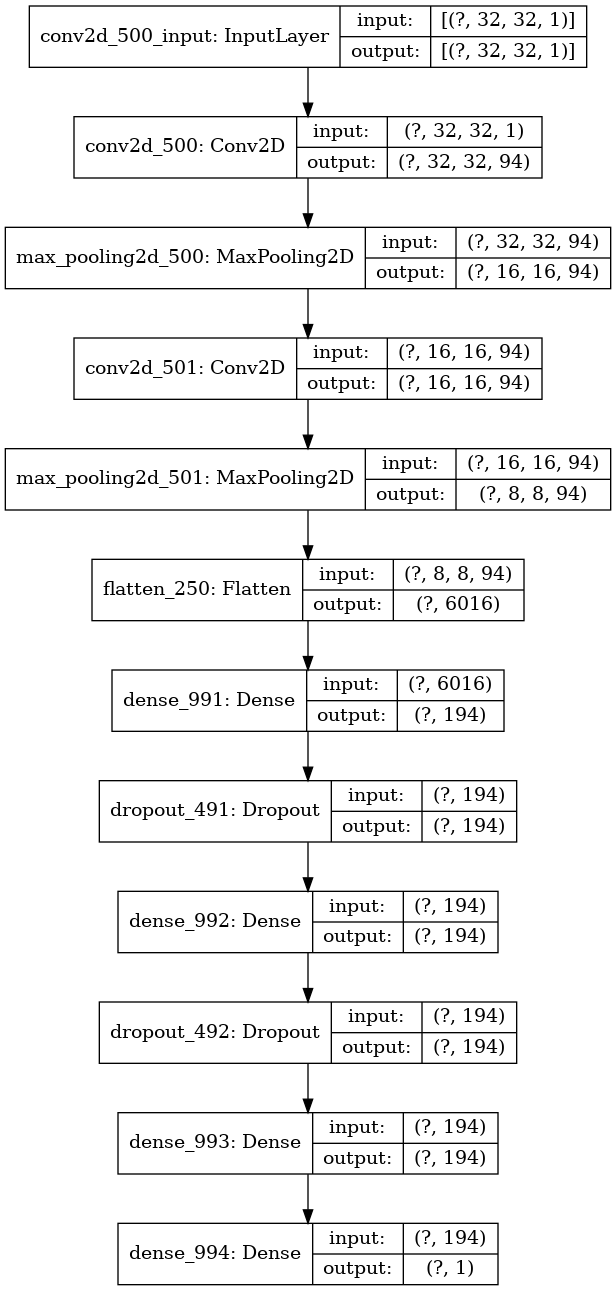 conv2d_500_input: InputLayer
input: [(?, 32, 32, 1)]
output: [(?, 32, 32, 1)]
conv2d_500: Conv2D
input: (?, 32, 32, 1)
output: (?, 32, 32, 94)
max_pooling2d_500: MaxPooling2D
input: (?, 32, 32, 94)
output: (?, 16, 16, 94)
conv2d_501: Conv2D
input: (?, 16, 16, 94)
output: (?, 16, 16, 94)
max_pooling2d_501: MaxPooling2D
input: (?, 16, 16, 94)
output: (?, 8, 8, 94)
flatten_250: Flatten
input: (?, 8, 8, 94)
output: (?, 6016)
dense_991: Dense
input: (?, 6016)
output: (?, 194)
dropout_491: Dropout
input: (?, 194)
output: (?, 194)
dense_992: Dense
input: (?, 194)
output: (?, 194)
dropout_492: Dropout
input: (?, 194)
output: (?, 194)
dense_993: Dense
input: (?, 194)
output: (?, 194)
dense_994: Dense
input: (?, 194)
output: (?, 1)